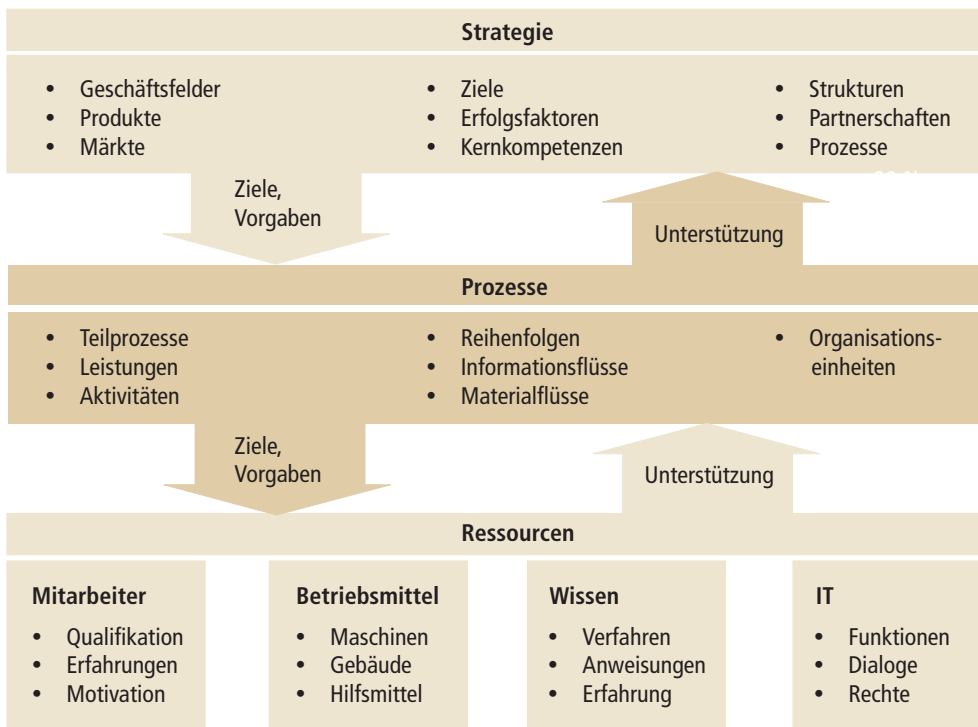 Strategie
• Geschäftsfelder
• Produkte
• Märkte
• Ziele
• Erfolgsfaktoren
• Kernkompetenzen
• Strukturen
• Partnerschaften
• Prozesse
Ziele,
Vorgaben
Unterstützung
Prozesse
• Teilprozesse
• Leistungen
• Aktivitäten
• Reihenfolgen
• Informationsflüsse
• Materialflüsse
• Organisations-
einheiten
Ziele,
Vorgaben
Unterstützung
Ressourcen
Mitarbeiter
• Qualifikation
• Erfahrungen
• Motivation
Betriebsmittel
• Maschinen
• Gebäude
• Hilfsmittel
Wissen
• Verfahren
• Anweisungen
• Erfahrung
IT
• Funktionen
• Dialoge
• Rechte